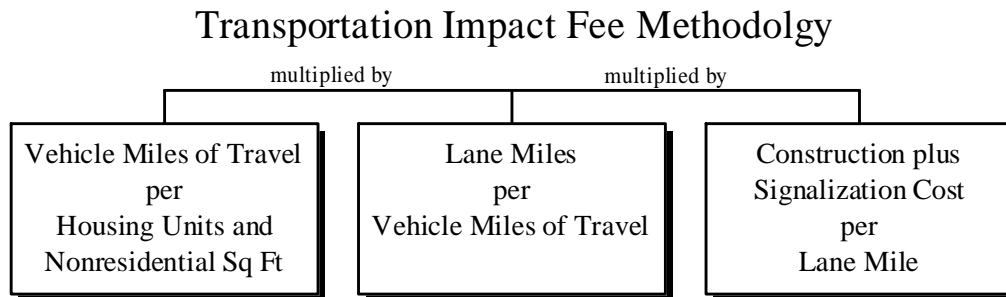 Transportation Impact Fee Methodolgy
multiplied by
multiplied by
Vehicle Miles of Travel
per
Housing Units and
Nonresidential Sq Ft
Lane Miles
per
Vehicle Miles of Travel
Construction plus
Signalization Cost
per
Lane Mile